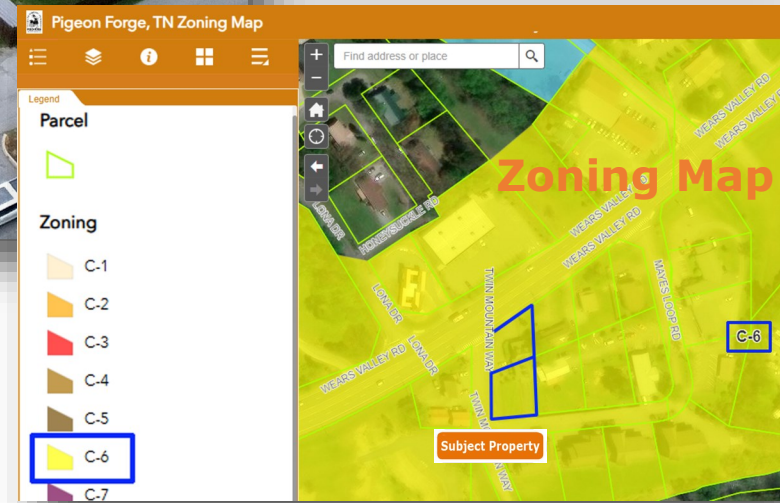 Pigeon Forge, TN Zoning Map
Find address or place
Legend
Parcel
Zoning
C-1
C-2
C-3
C-4
C-5
C-6
C-7
Zoning Map
WEARS VALLEY RD
WEARS VALLEY RD
WEARS VALLEY RD
WEARS VALLEY RD
LONA DR
HONEYSUCKLE RD
LONA DR
TWIN MOUNTAIN WAY
MAYES LOOP RD
C-6
WEARS VALLEY RD
LONA DR
Subject Property